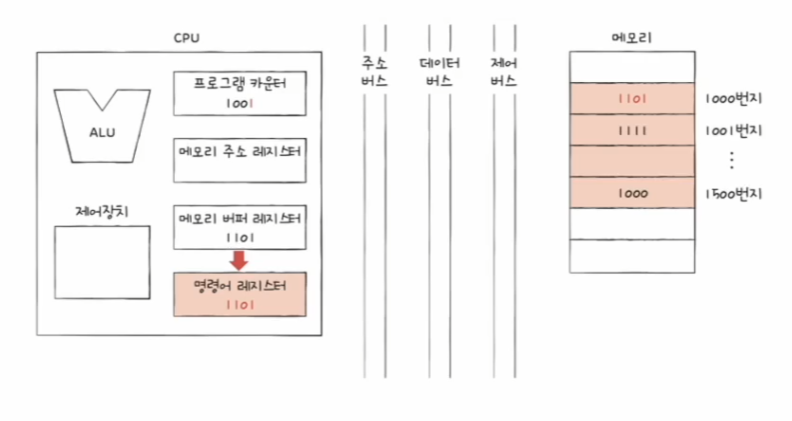 CPU
ALU
제어장치
프로그램 카운터
1001
메모리 주소 레지스터
메모리 버퍼 레지스터
1101
명령어 레지스터
1101
주소
버스
데이터
버스
제어
버스
메모리
1101
1000번지
1111
1001번지
⋮
1000
1500번지